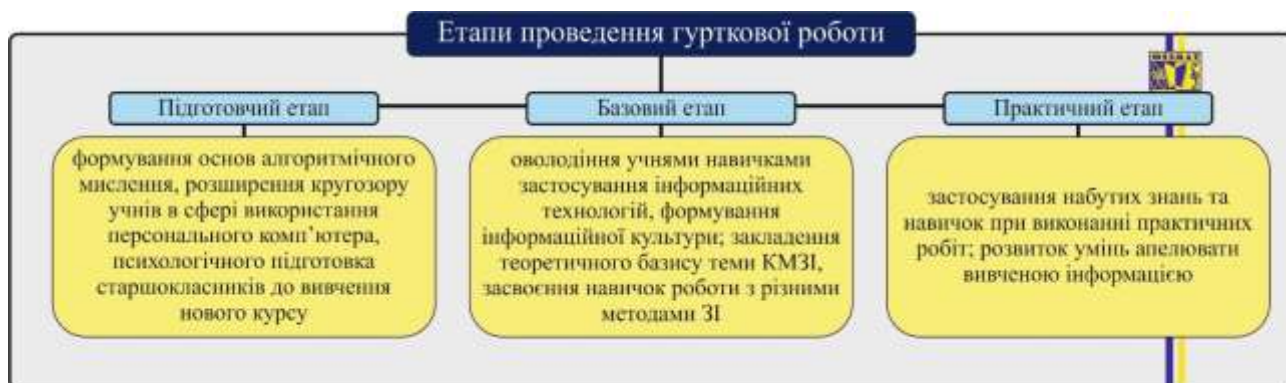 Етапи проведення гурткової роботи
Підготовчий етап
формування основ алгоритмічного
мислення, розширення кругозору
учнів в сфері використання
персонального комп’ютера,
психологічного підготовка
старшокласників до вивчення
нового курсу
Базовий етап
оволодіння учнями навичками
застосування інформаційних
технологій, формування
інформаційної культури; закладення
теоретичного базису теми КМЗІ,
засвоєння навичок роботи з різними
методами ЗІ
Практичний етап
застосування набутих знань та
навичок при виконанні практичних
робіт; розвиток умінь апелювати
вивченою інформацією